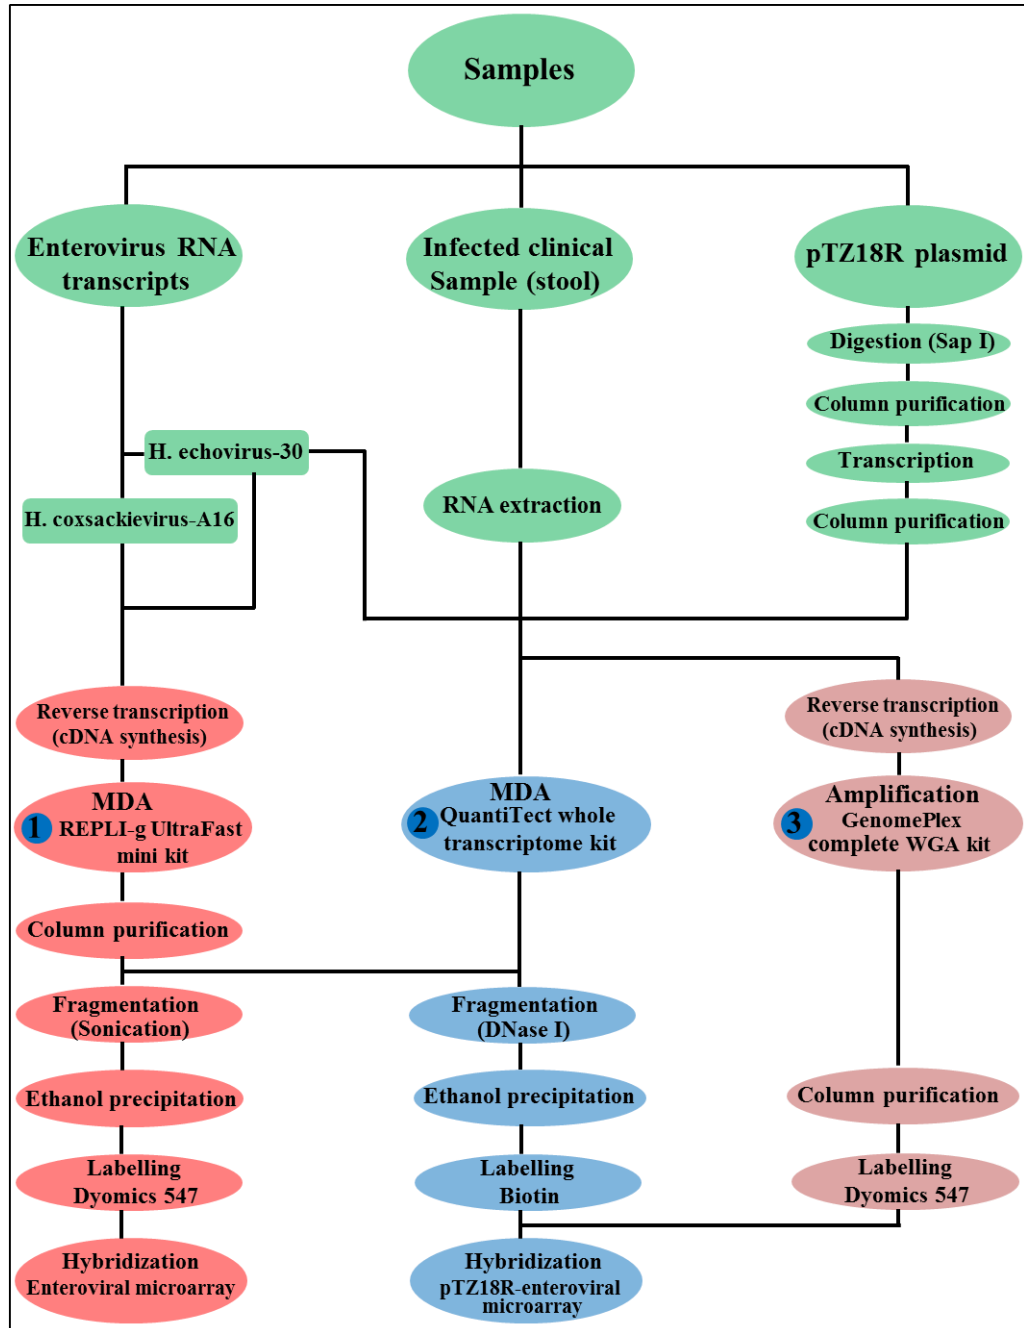 Samples
Enterovirus RNA
transcripts
Infected clinical
Sample (stool)
pTZ18R plasmid
Digestion (Sap I)
Column purification
Transcription
Column purification
H. echovirus-30
H. coxsackievirus-A16
RNA extraction
Reverse transcription
(cDNA synthesis)
MDA
1 REPLI-g UltraFast
mini kit
Column purification
Fragmentation
(Sonication)
Ethanol precipitation
Labelling
Dyomics 547
Hybridization
Enteroviral microarray
MDA
2 QuantiTect whole
transcriptome kit
Fragmentation
(DNase I)
Ethanol precipitation
Labelling
Biotin
Hybridization
pTZ18R-enteroviral
microarray
Reverse transcription
(cDNA synthesis)
Amplification
3 GenomePlex
complete WGA kit
Column purification
Labelling
Dyomics 547